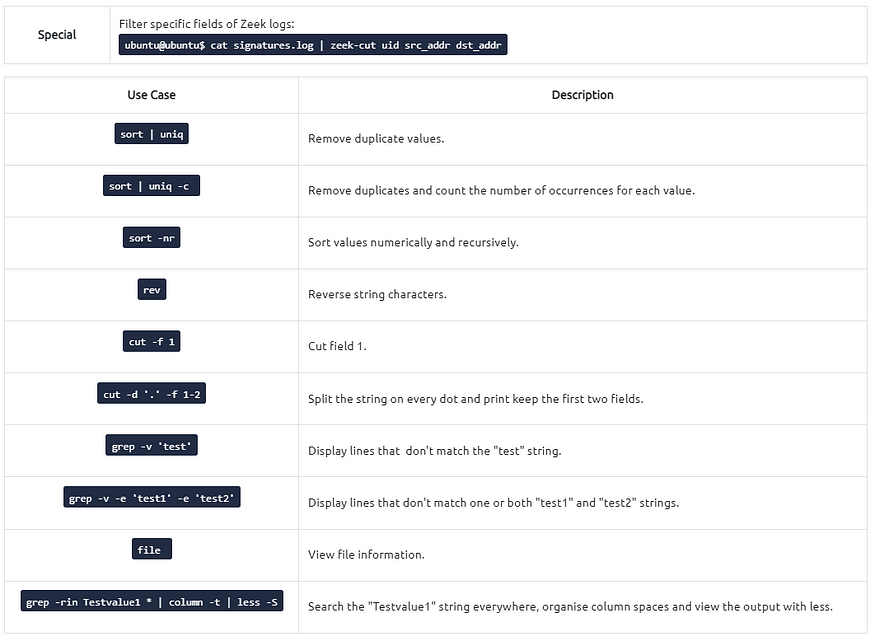 Special
Filter specific fields of Zeek logs:
ubuntu@ubuntu$ cat signatures.log | zeek-cut uid src_addr dst_addr
Use Case
Description
sort | uniq
Remove duplicate values.
sort | uniq -c
Remove duplicates and count the number of occurrences for each value.
sort -nr
Sort values numerically and recursively.
rev
Reverse string characters.
cut -f 1
Cut field 1.
cut -d '.' -f 1-2
Split the string on every dot and print keep the first two fields.
grep -v 'test'
Display lines that  don't match the "test" string.
grep -v -e 'test1' -e 'test2'
Display lines that don't match one or both "test1" and "test2" strings.
file
View file information.
grep -rin Testvalue1 * | column -t | less -S
Search the "Testvalue1" string everywhere, organise column spaces and view the output with less.